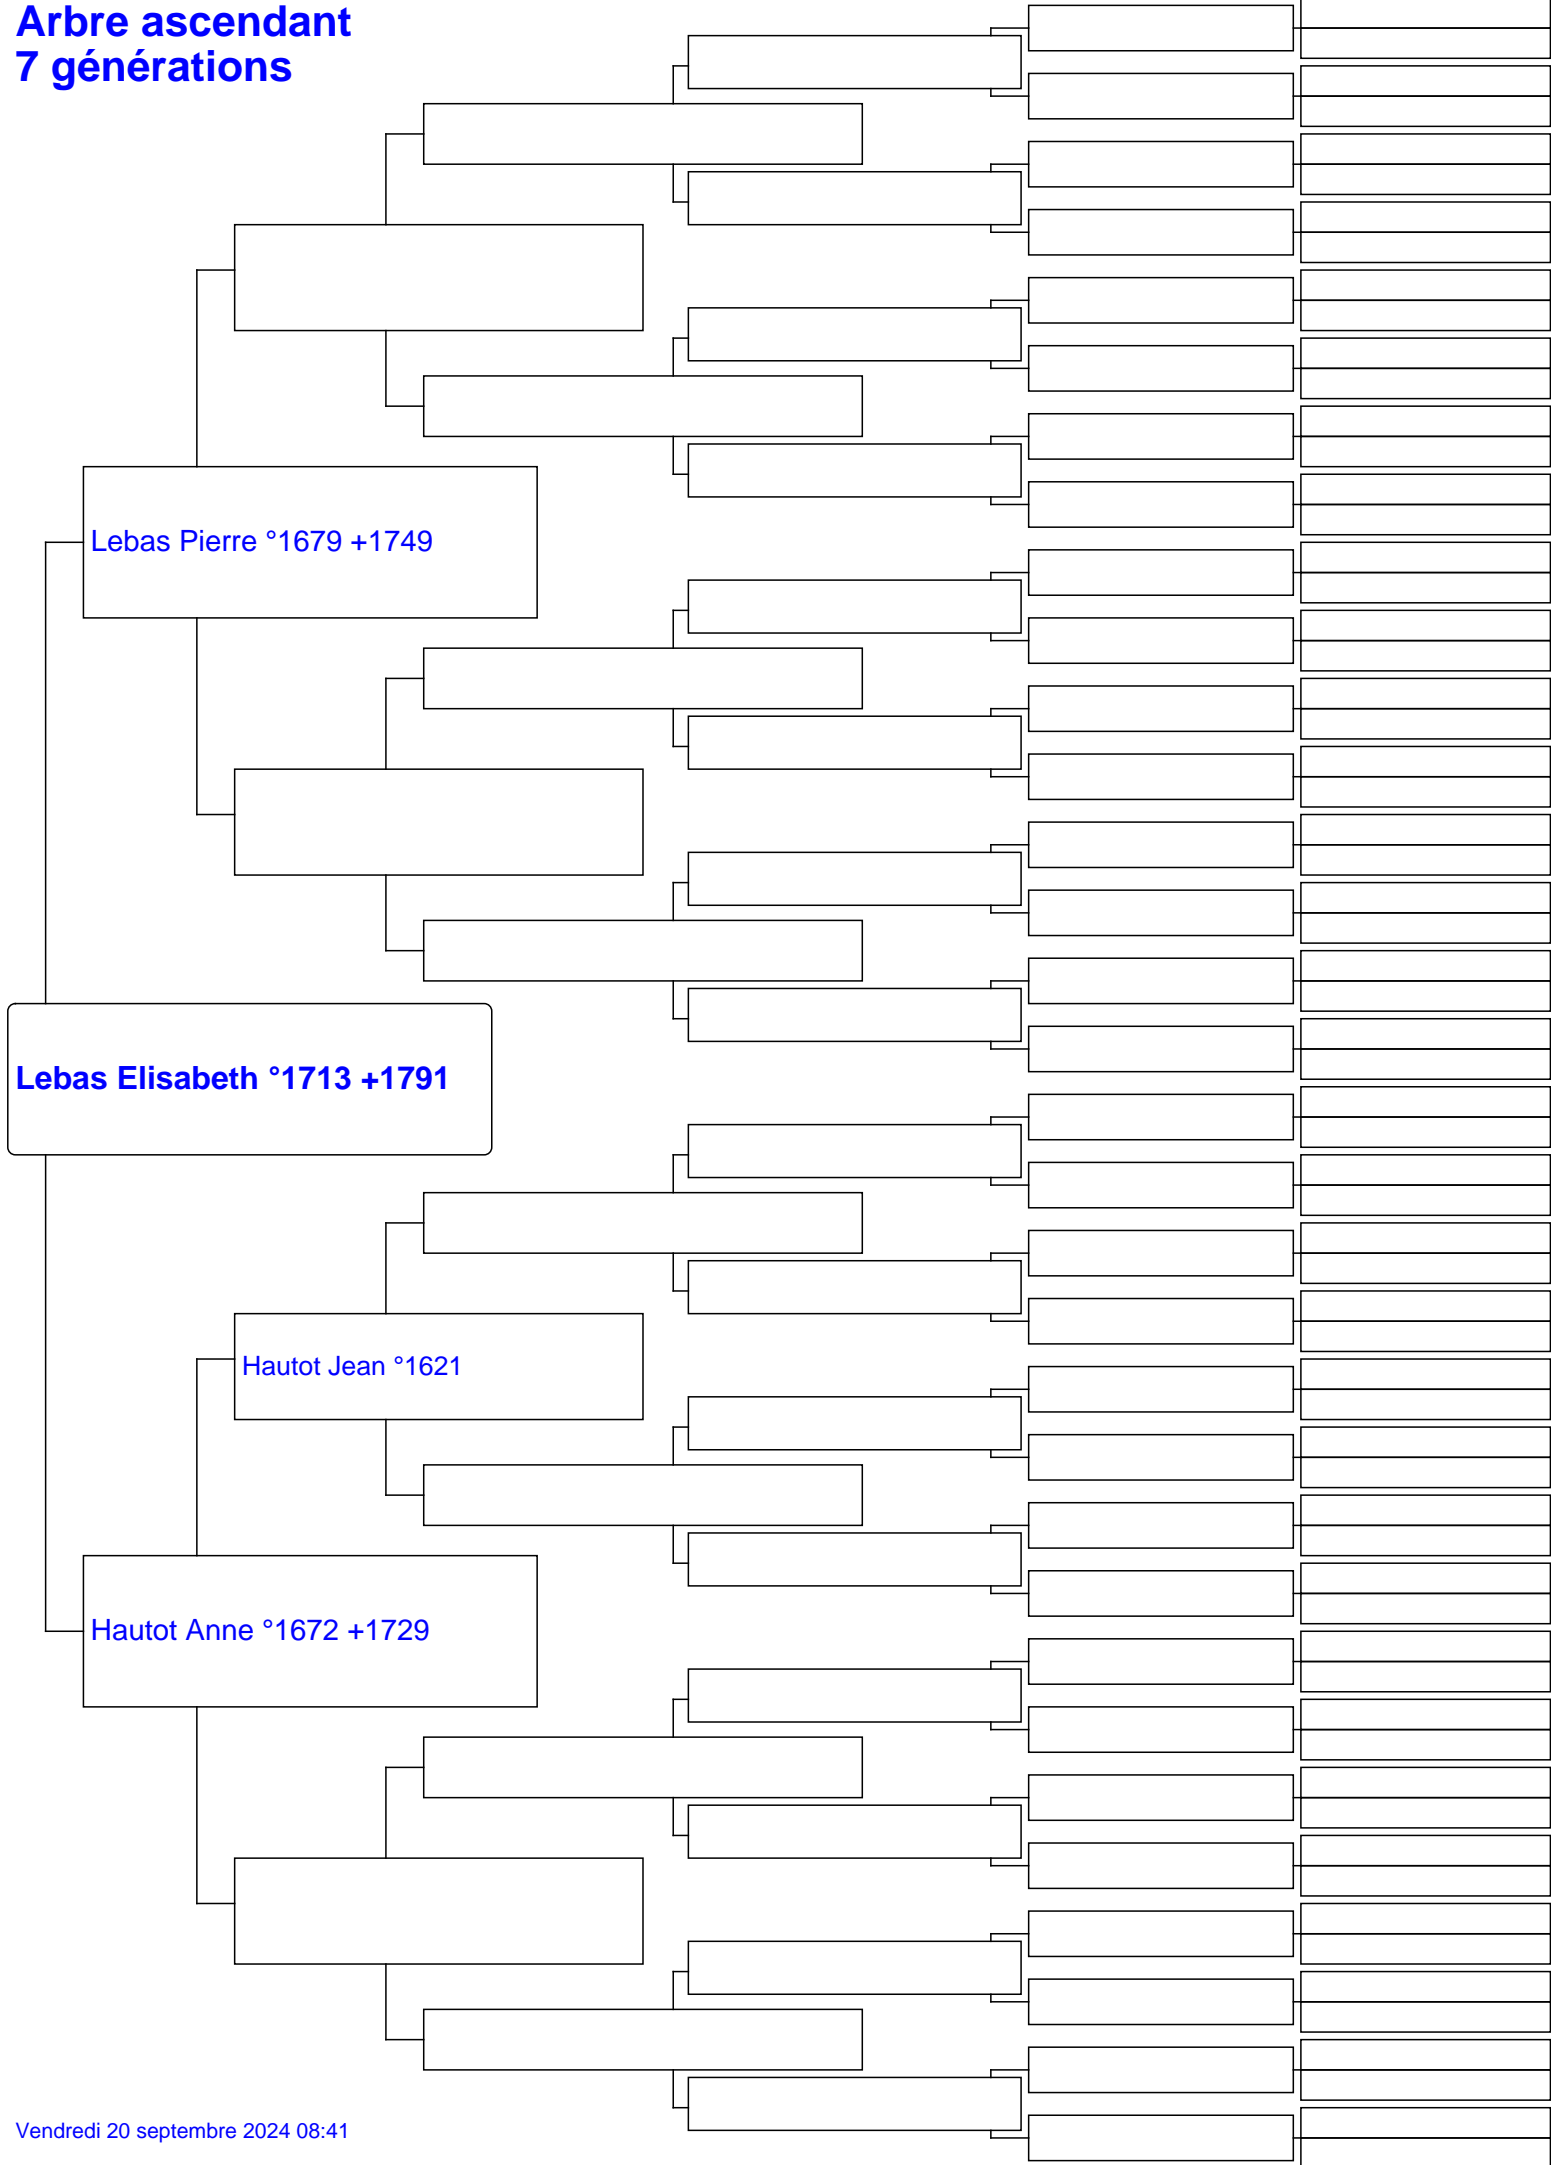 Arbre ascendant
7 générations
Lebas Pierre °1679 +1749
Lebas Elisabeth °1713 +1791
Hautot Jean °1621
Hautot Anne °1672 +1729
Vendredi 20 septembre 2024 08:41